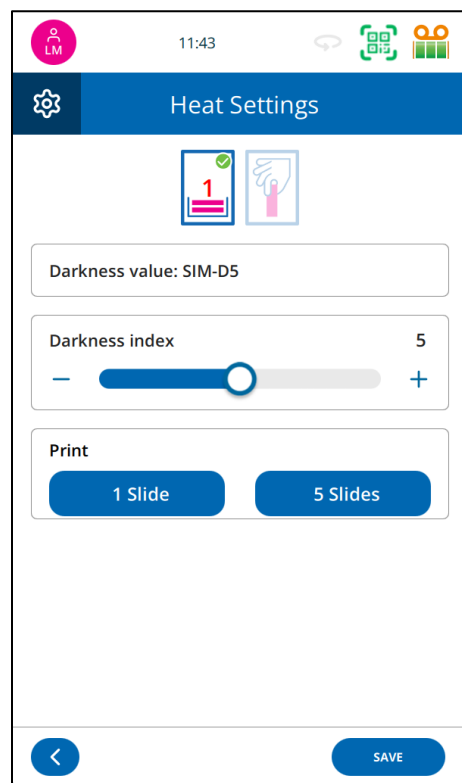 LM
11:43
Heat Settings
1
Darkness value: SIM-D5
Darkness index 5
Print
1 Slide 5 Slides
SAVE